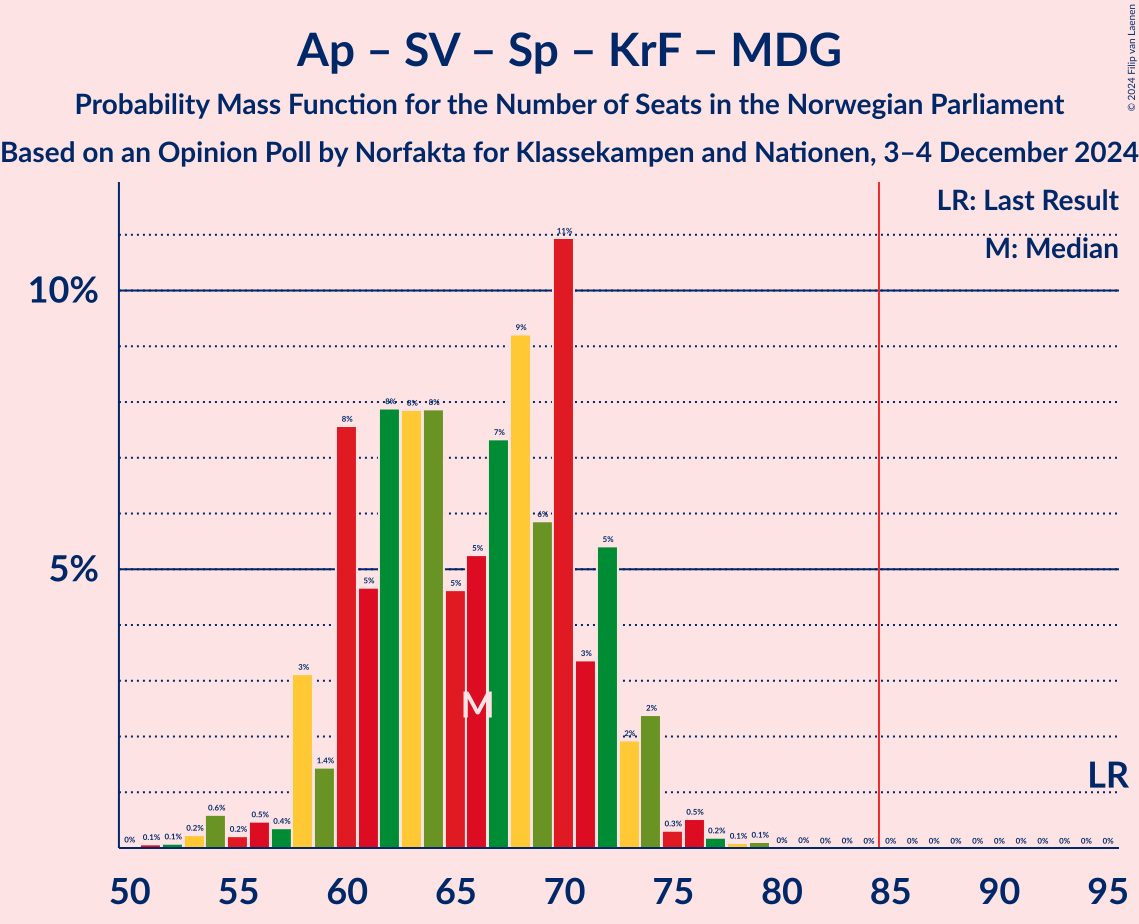 Ap – SV – Sp – KrF – MDG
Probability Mass Function for the Number of Seats in the Norwegian Parliament
Based on an Opinion Poll by Norfakta for Klassekampen and Nationen, 3–4 December 2024
© 2024 Filip van Laenen
LR: Last Result
M: Median
10%
5%
0% 0.1% 0.1% 0.2% 0.6% 0.2% 0.5% 0.4% 3% 1.4% 8% 5% 8% 8% 8% 5% 5% 7% 9% 6% 11% 3% 5% 2% 2% 0.3% 0.5% 0.2% 0.1% 0.1% 0% 0% 0% 0% 0% 0% 0% 0% 0% 0% 0% 0% 0% 0% 0% 0%
M
LR
50 55 60 65 70 75 80 85 90 95